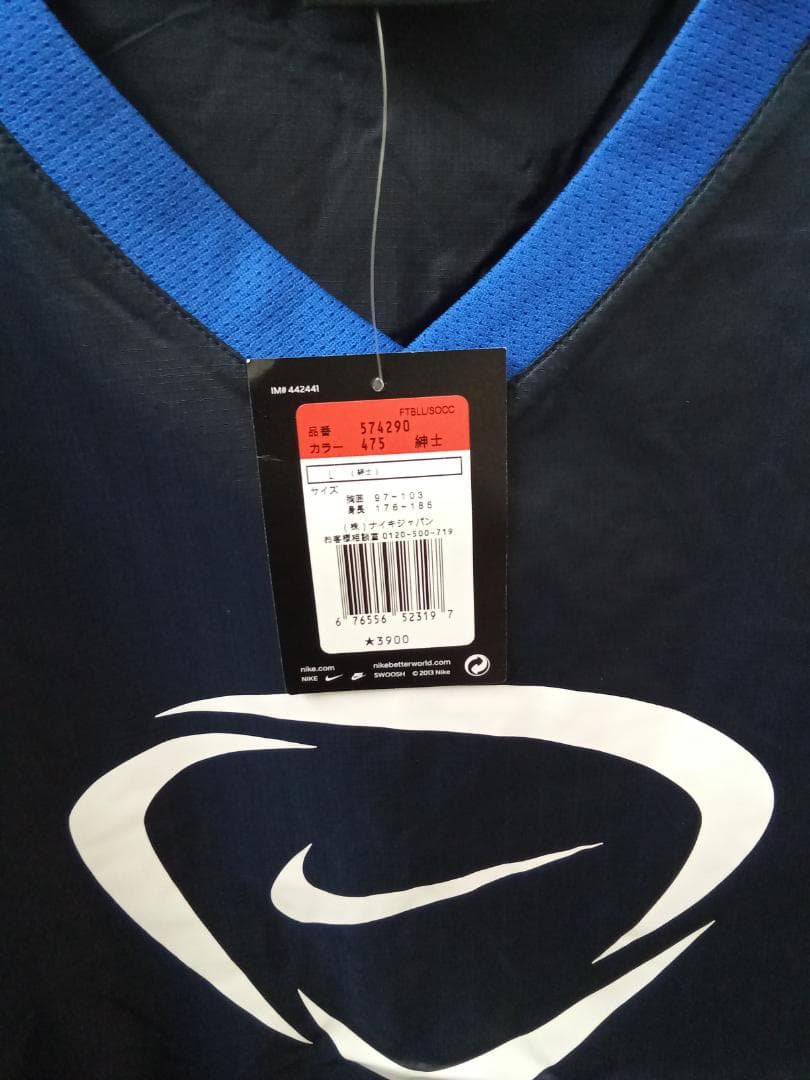 IM# 442441
FTBLL/SOCC
品番 574290
カラー 475 紳士
L (紳士)
サイズ
胸囲 97-103
身長 176-185
(株)ナイキジャパン
お客様相談室 0120-500-719
6 76556 52319 7
★3900
nike.com nikebetterworld.com
NIKE SWOOSH © 2013 Nike